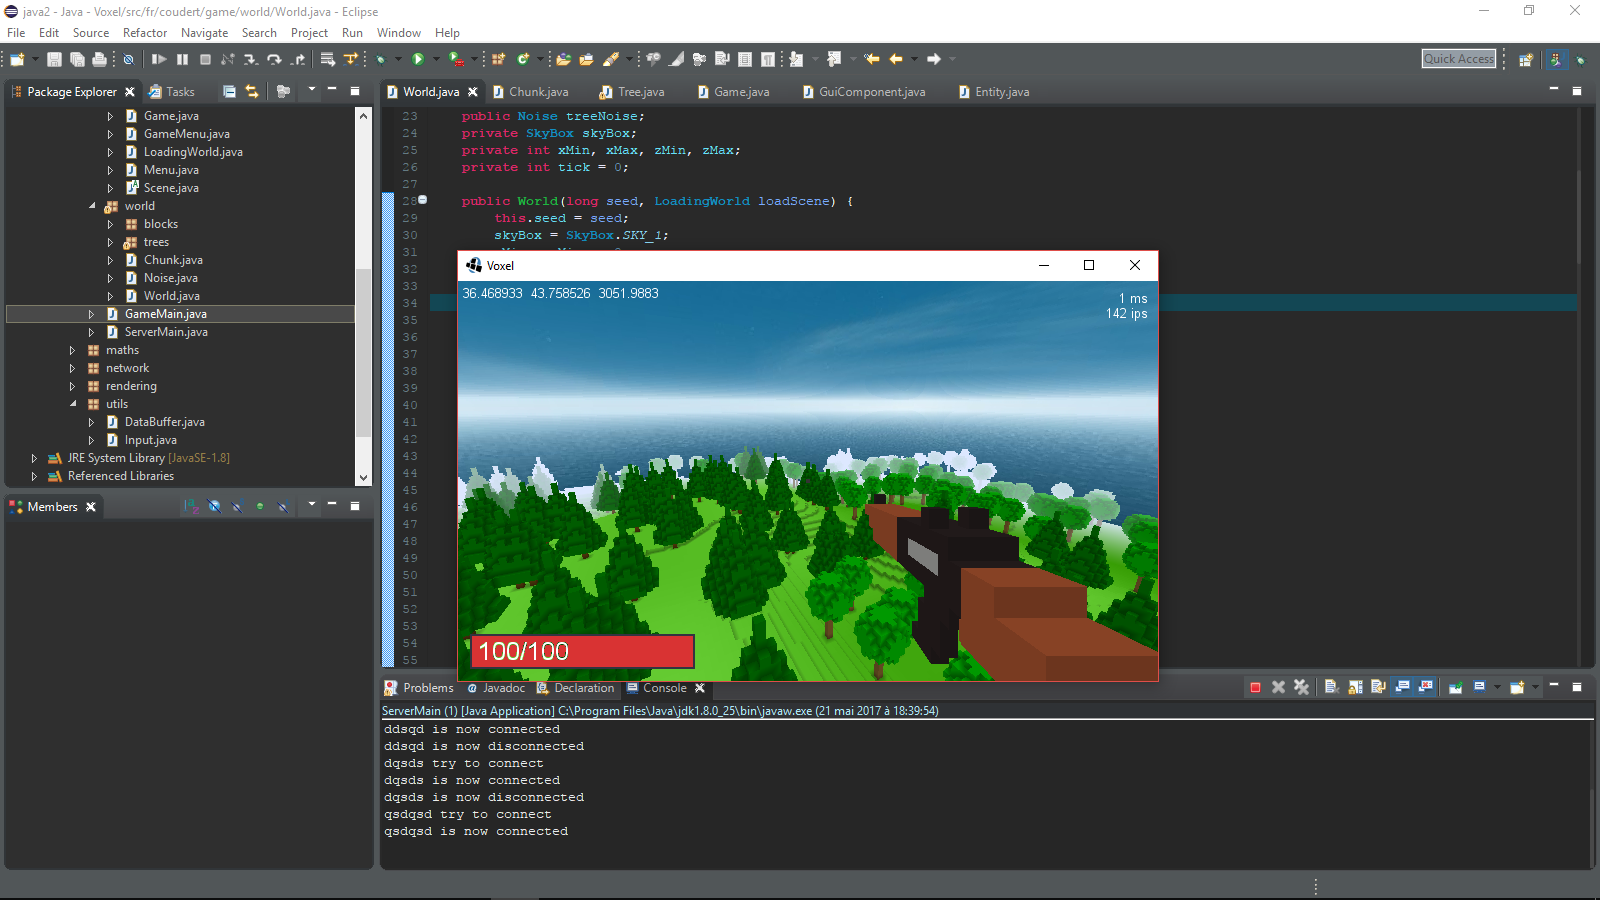 java2 - Java - Voxel/src/fr/coudert/game/world/World.java - Eclipse
File Edit Source Refactor Navigate Search Project Run Window Help
Quick Access
Package Explorer Tasks
World.java Chunk.java Tree.java Game.java GuiComponent.java Entity.java
Game.java
GameMenu.java
LoadingWorld.java
Menu.java
Scene.java
world
blocks
trees
Chunk.java
Noise.java
World.java
GameMain.java
ServerMain.java
maths
network
rendering
utils
DataBuffer.java
Input.java
JRE System Library [JavaSE-1.8]
Referenced Libraries
Members
23 public Noise treeNoise;
24 private SkyBox skyBox;
25 private int xMin, xMax, zMin, zMax;
26 private int tick = 0;
27
28 public World(long seed, LoadingWorld loadScene) {
29 this.seed = seed;
30 skyBox = SkyBox.SKY_1;
31
32
33
34
35
36
37
38
39
40
41
42
43
44
45
46
47
48
49
50
51
52
53
54
55
Voxel
36.468933 43.758526 3051.9883
1 ms
142 ips
100/100
Problems Javadoc Declaration Console
ServerMain (1) [Java Application] C:\Program Files\Java\jdk1.8.0_25\bin\javaw.exe (21 mai 2017 à 18:39:54)
ddsqd is now connected
ddsqd is now disconnected
dqsds try to connect
dqsds is now connected
dqsds is now disconnected
qsdqsd try to connect
qsdqsd is now connected